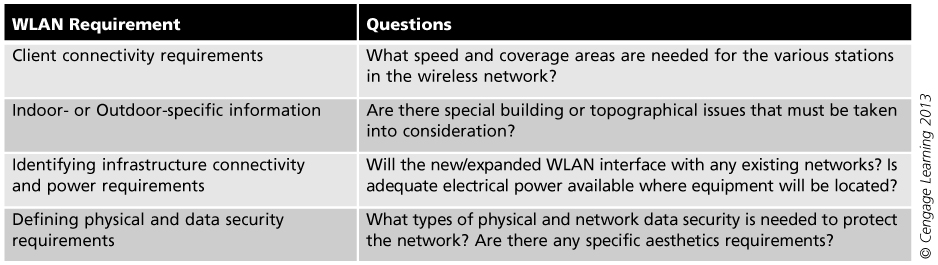 WLAN Requirement Questions
Client connectivity requirements What speed and coverage areas are needed for the various stations
in the wireless network?
Indoor- or Outdoor-specific information Are there special building or topographical issues that must be taken
into consideration?
Identifying infrastructure connectivity Will the new/expanded WLAN interface with any existing networks? Is
and power requirements adequate electrical power available where equipment will be located?
Defining physical and data security What types of physical and network data security is needed to protect
requirements the network? Are there any specific aesthetics requirements?
© Cengage Learning 2013